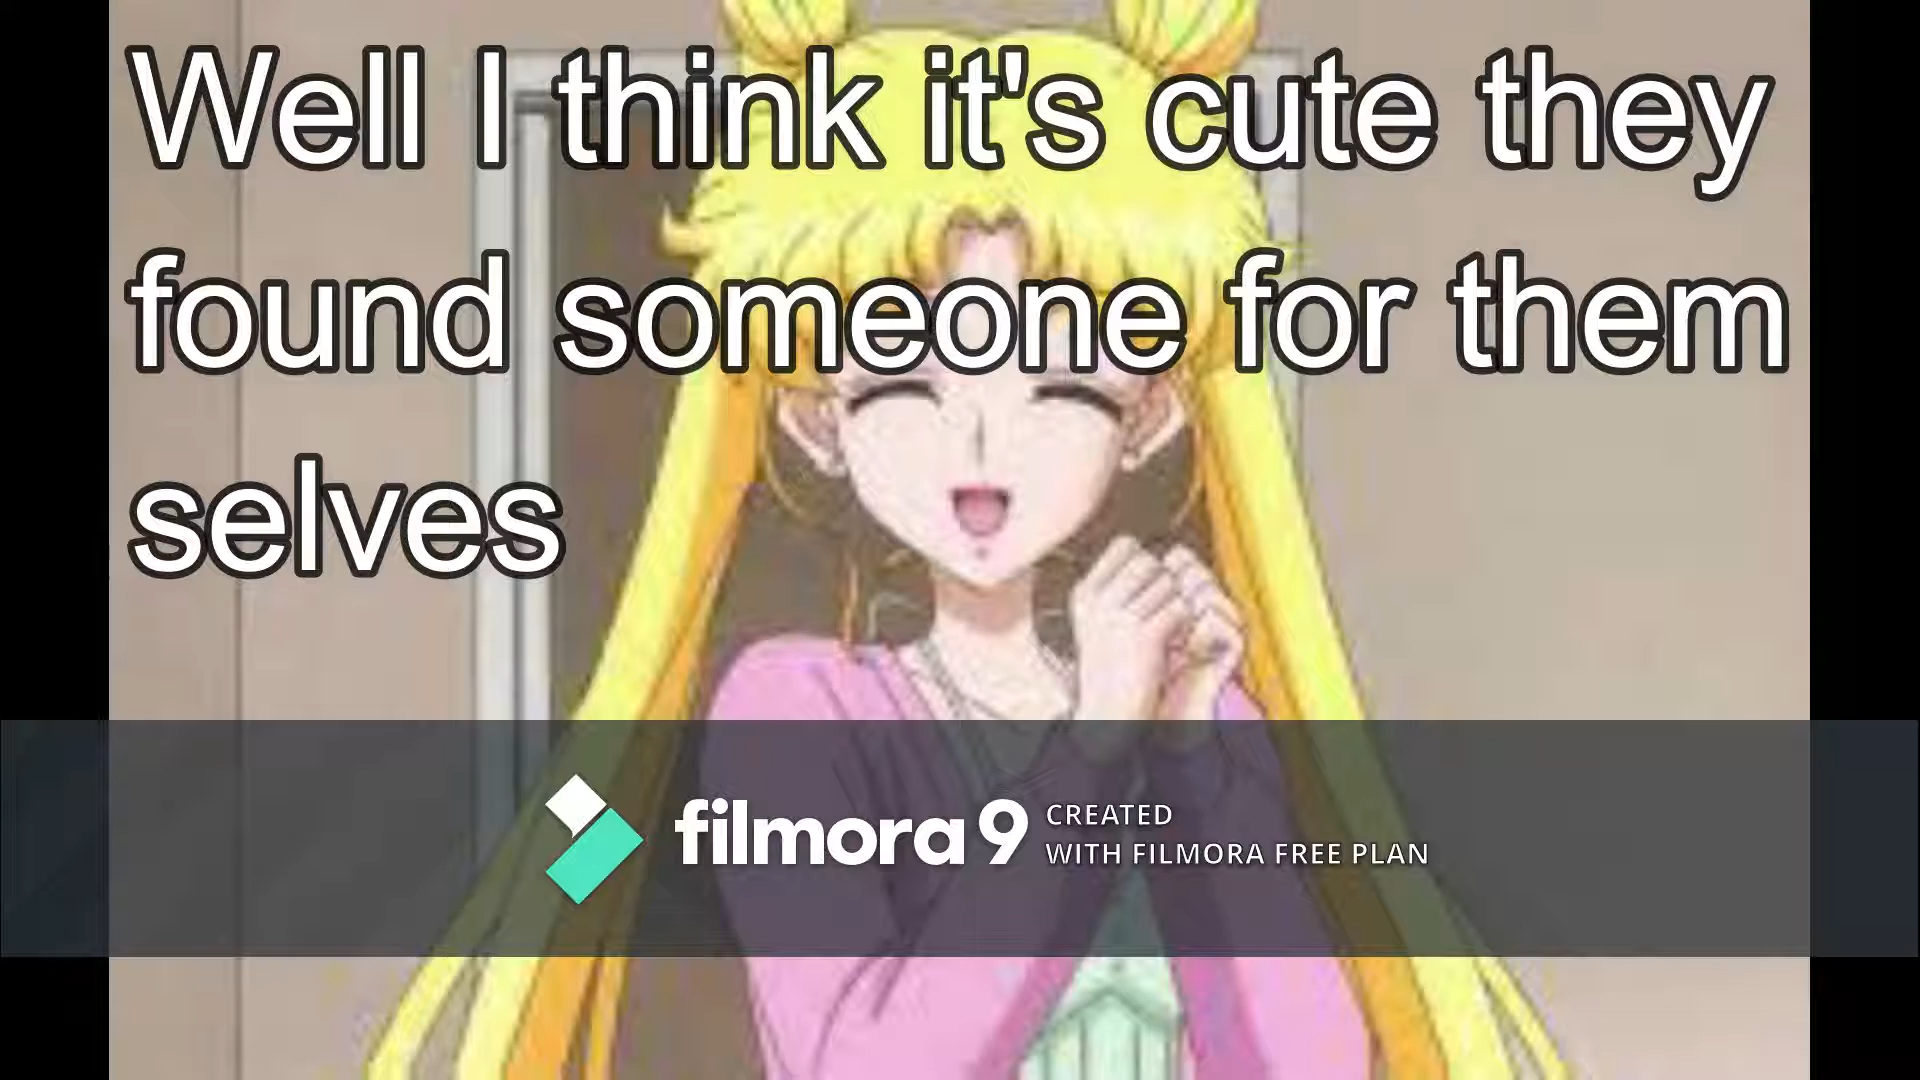 Well I think it's cute they
found someone for them
selves
filmora9
CREATED
WITH FILMORA FREE PLAN